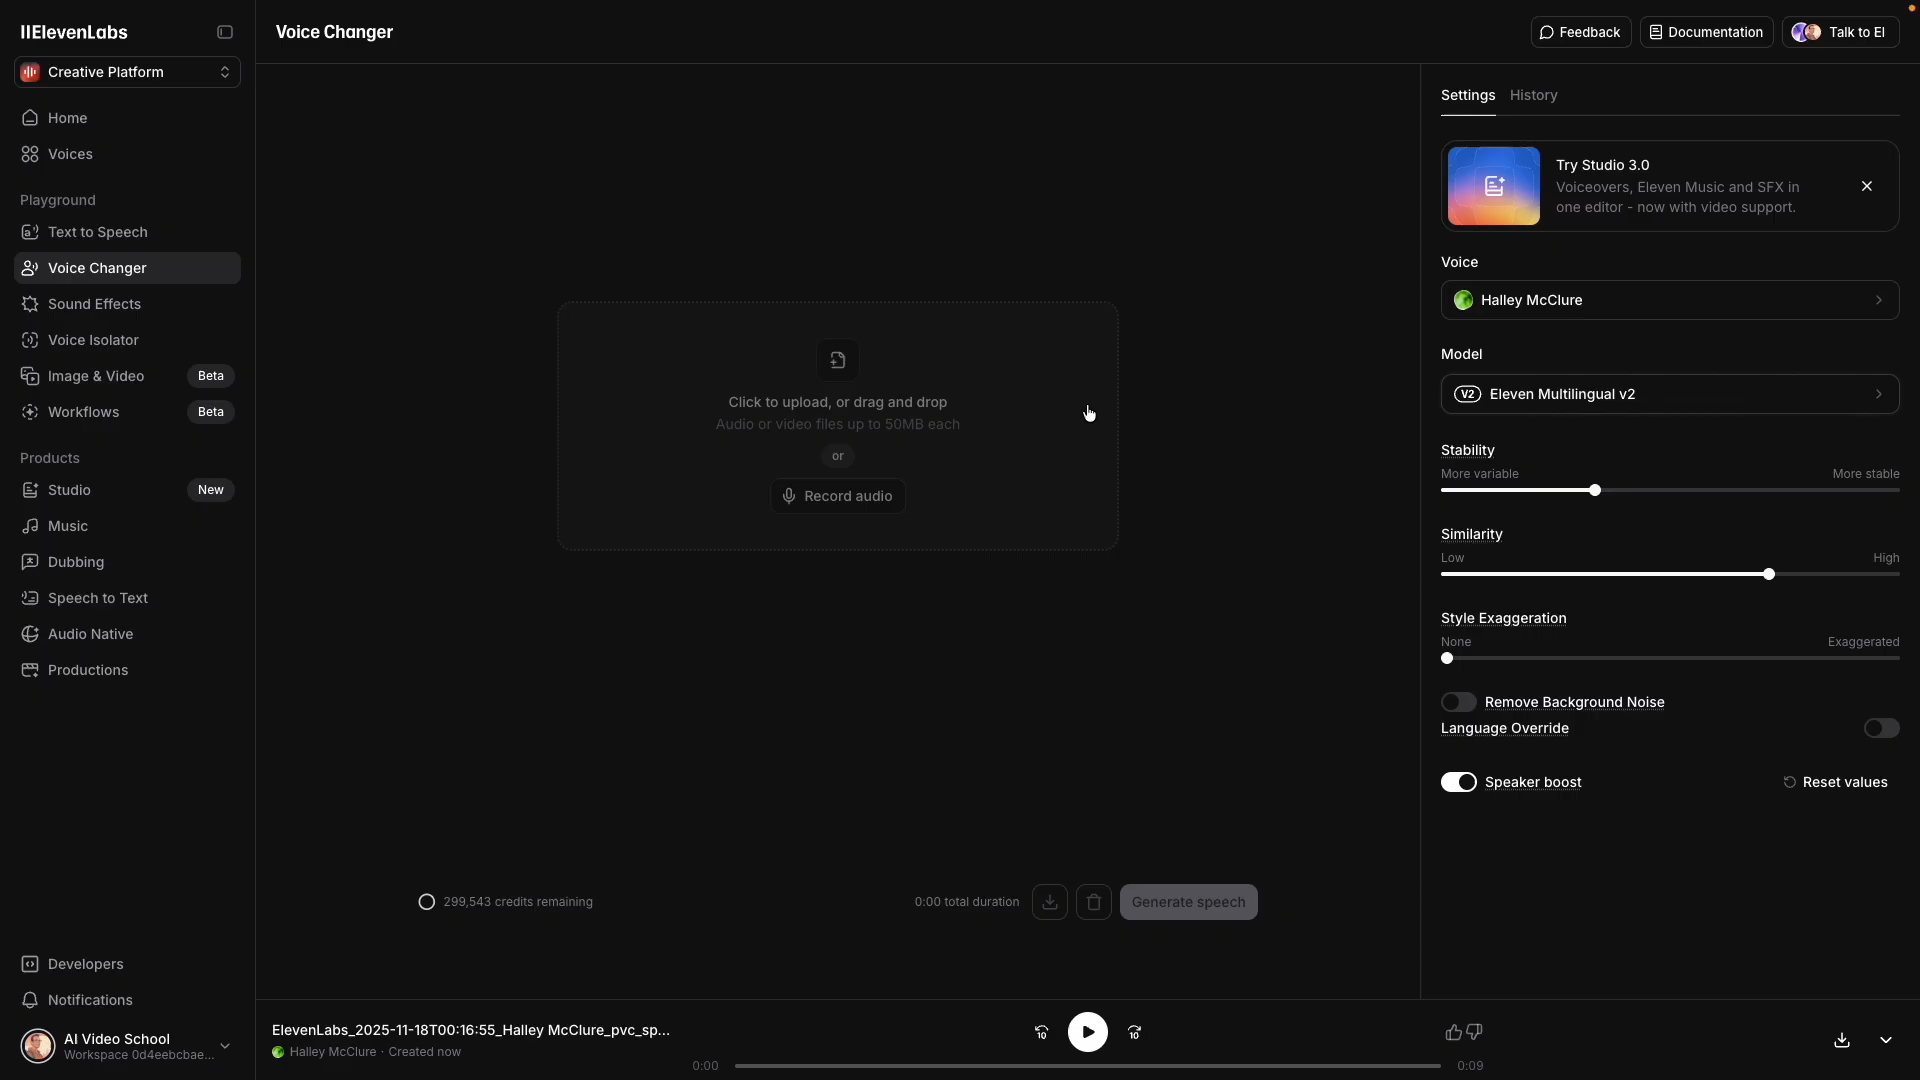 IIElevenLabs
Creative Platform
Home
Voices
Playground
Text to Speech
Voice Changer
Sound Effects
Voice Isolator
Image & Video Beta
Workflows Beta
Products
Studio New
Music
Dubbing
Speech to Text
Audio Native
Productions
Developers
Notifications
AI Video School
Workspace 0d4eebcbae...
Voice Changer
Feedback
Documentation
Talk to El
Click to upload, or drag and drop
Audio or video files up to 50MB each
or
Record audio
299,543 credits remaining
0:00 total duration
Generate speech
Settings History
Try Studio 3.0
Voiceovers, Eleven Music and SFX in
one editor - now with video support.
Voice
Halley McClure
Model
V2 Eleven Multilingual v2
Stability
More variable More stable
Similarity
Low High
Style Exaggeration
None Exaggerated
Remove Background Noise
Language Override
Speaker boost Reset values
ElevenLabs_2025-11-18T00:16:55_Halley McClure_pvc_sp...
Halley McClure · Created now
10 10
0:00 0:09